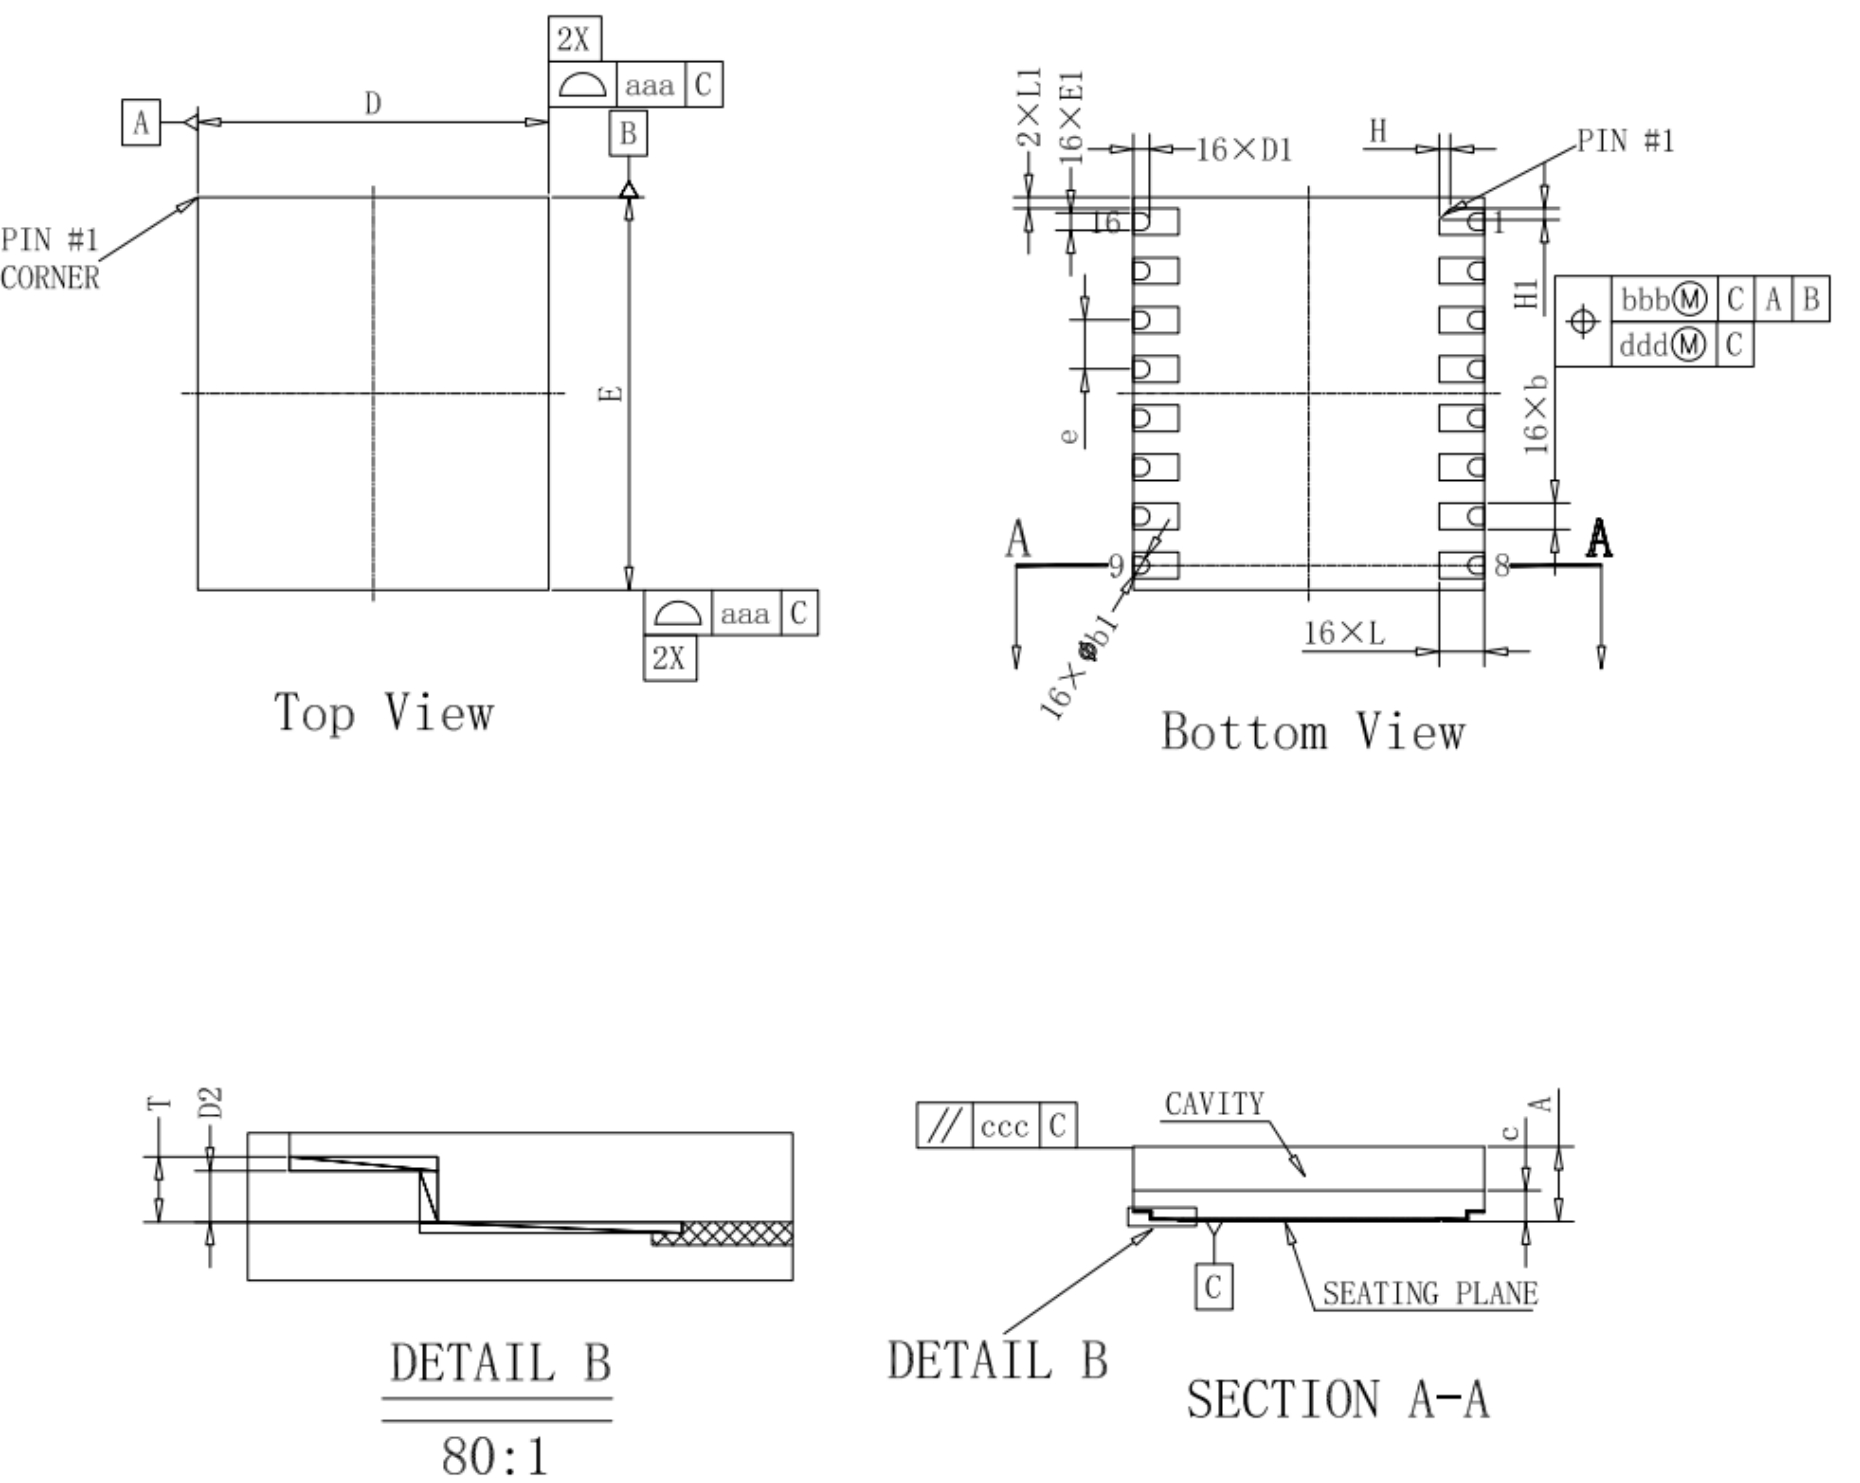 2X
aaa C
A
D
B
PIN #1
CORNER
E
aaa C
2X
Top View
2×L1
16×E1
16×D1
H
PIN #1
16
1
H1
bbbⓂ C A B
dddⓂ C
e
16×b
A
A
9
8
16×øb1
16×L
Bottom View
T
D2
DETAIL B
80:1
// ccc C
CAVITY
c
A
C
SEATING PLANE
DETAIL B
SECTION A-A